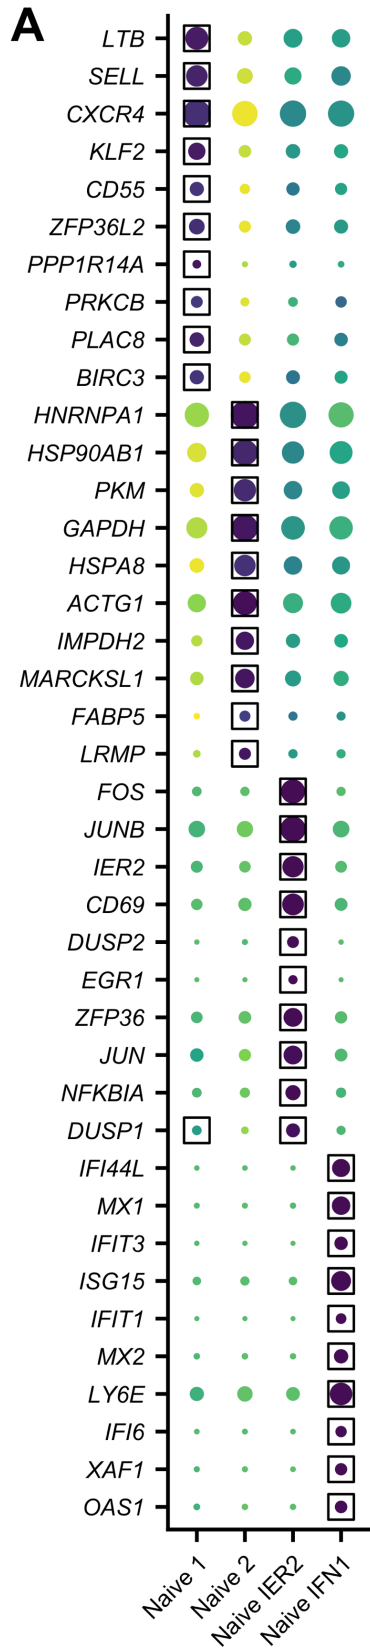 A
LTB
SELL
CXCR4
KLF2
CD55
ZFP36L2
PPP1R14A
PRKCB
PLAC8
BIRC3
HNRNPA1
HSP90AB1
PKM
GAPDH
HSPA8
ACTG1
IMPDH2
MARCKSL1
FABP5
LRMP
FOS
JUNB
IER2
CD69
DUSP2
EGR1
ZFP36
JUN
NFKBIA
DUSP1
IFI44L
MX1
IFIT3
ISG15
IFIT1
MX2
LY6E
IFI6
XAF1
OAS1
Naive 1
Naive 2
Naive IER2
Naive IFN1